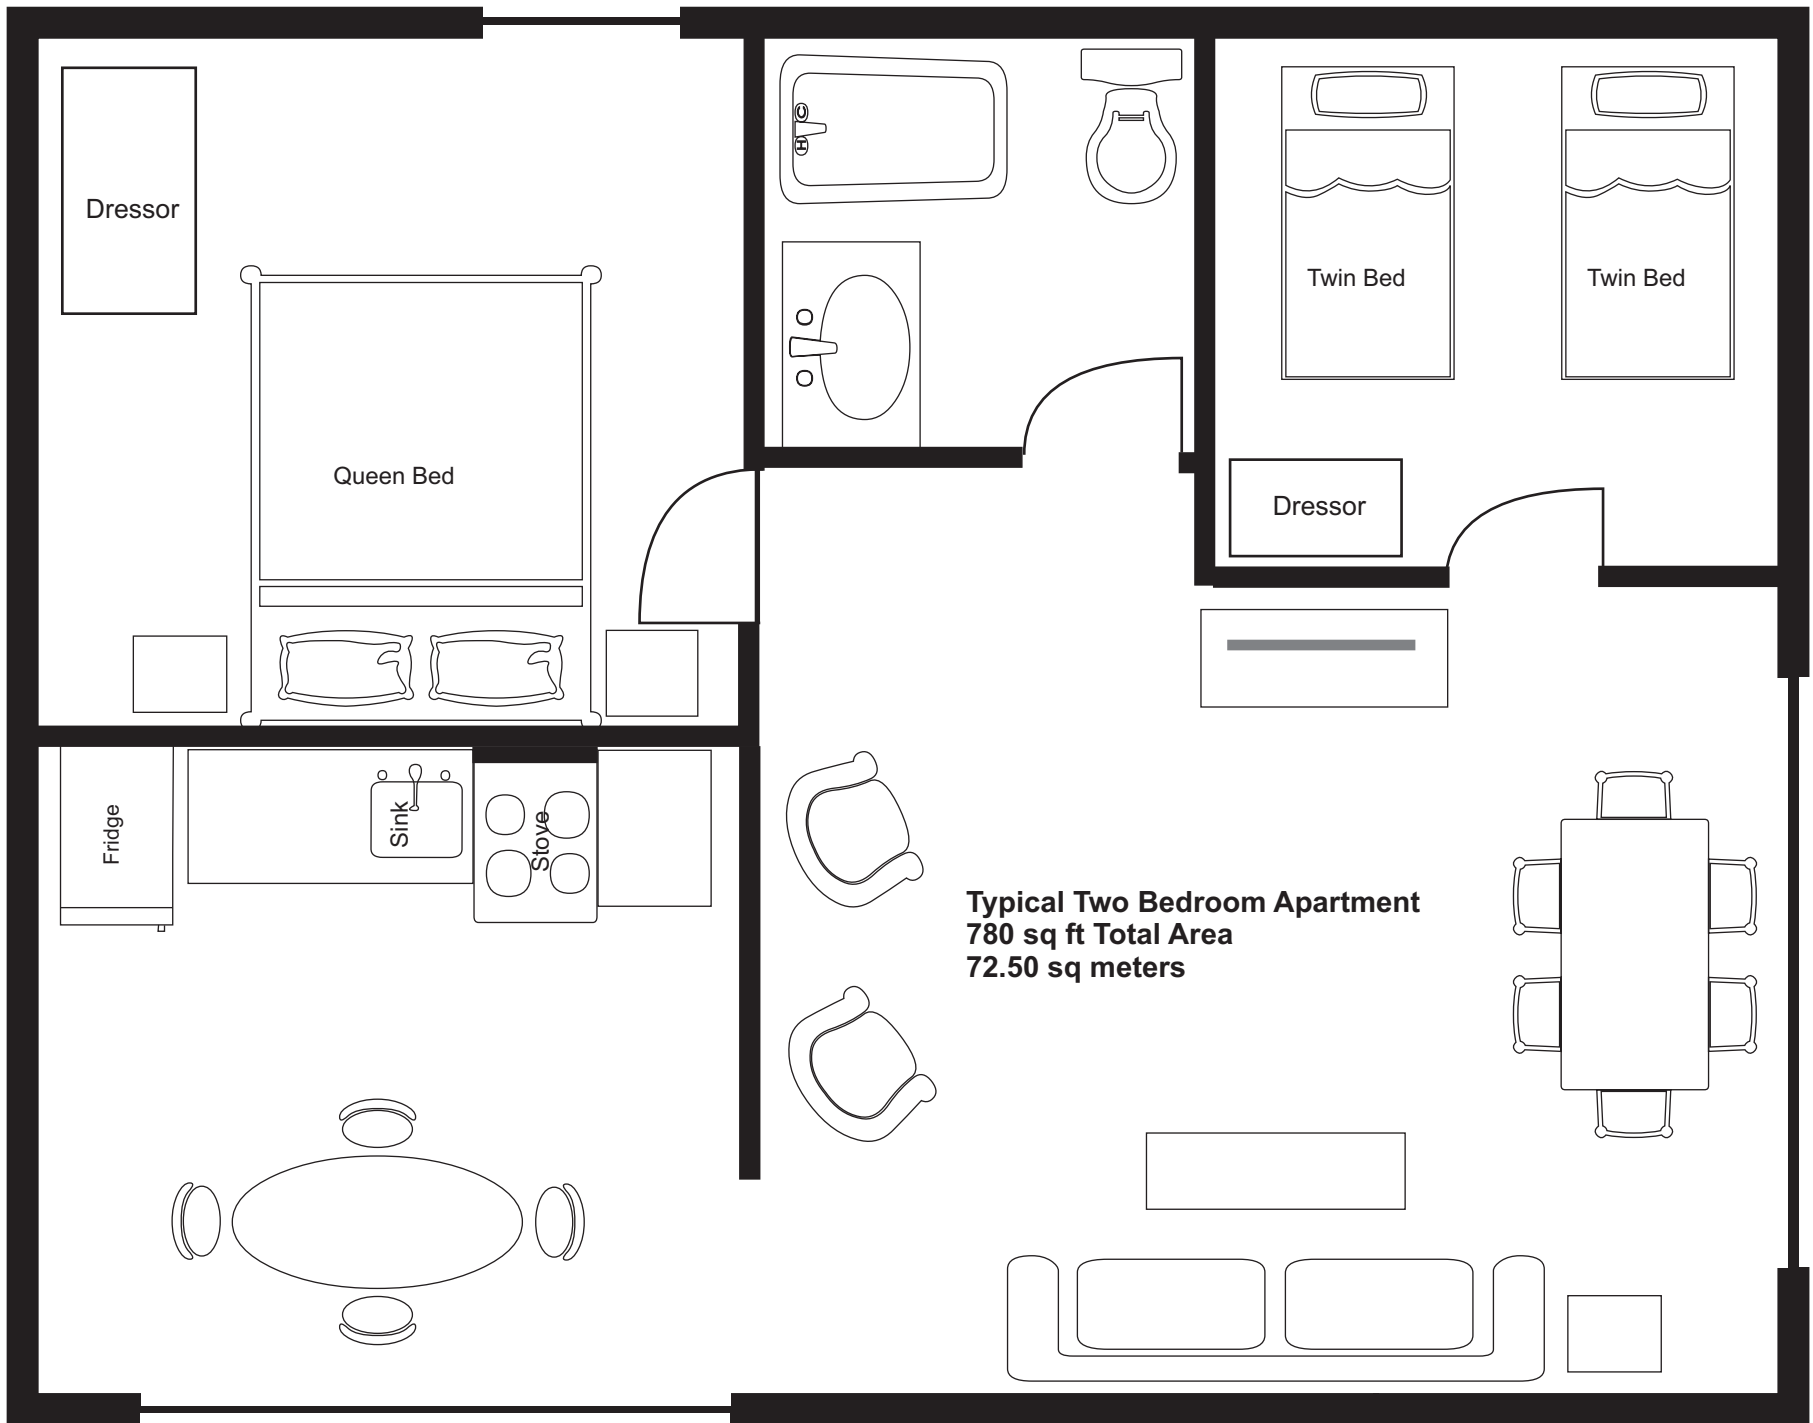 Dressor
C
H
Twin Bed
Twin Bed
Queen Bed
Dressor
Fridge
Sink
Stove
Typical Two Bedroom Apartment
780 sq ft Total Area
72.50 sq meters